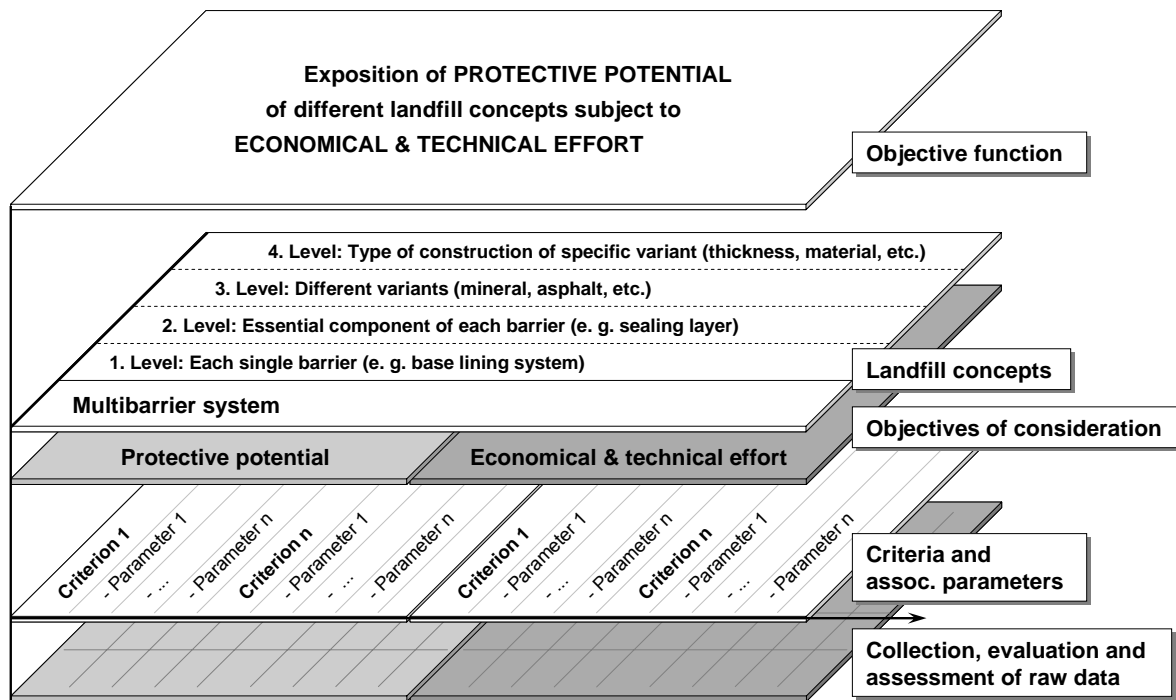 Exposition of PROTECTIVE POTENTIAL
of different landfill concepts subject to
ECONOMICAL & TECHNICAL EFFORT
Objective function
4. Level: Type of construction of specific variant (thickness, material, etc.)
3. Level: Different variants (mineral, asphalt, etc.)
2. Level: Essential component of each barrier (e. g. sealing layer)
1. Level: Each single barrier (e. g. base lining system)
Multibarrier system
Landfill concepts
Objectives of consideration
Protective potential
Economical & technical effort
Criterion 1
- Parameter 1
- ...
- Parameter n
Criterion n
- Parameter 1
- ...
- Parameter n
Criterion 1
- Parameter 1
- ...
- Parameter n
Criterion n
- Parameter 1
- ...
- Parameter n
Criteria and
assoc. parameters
Collection, evaluation and
assessment of raw data